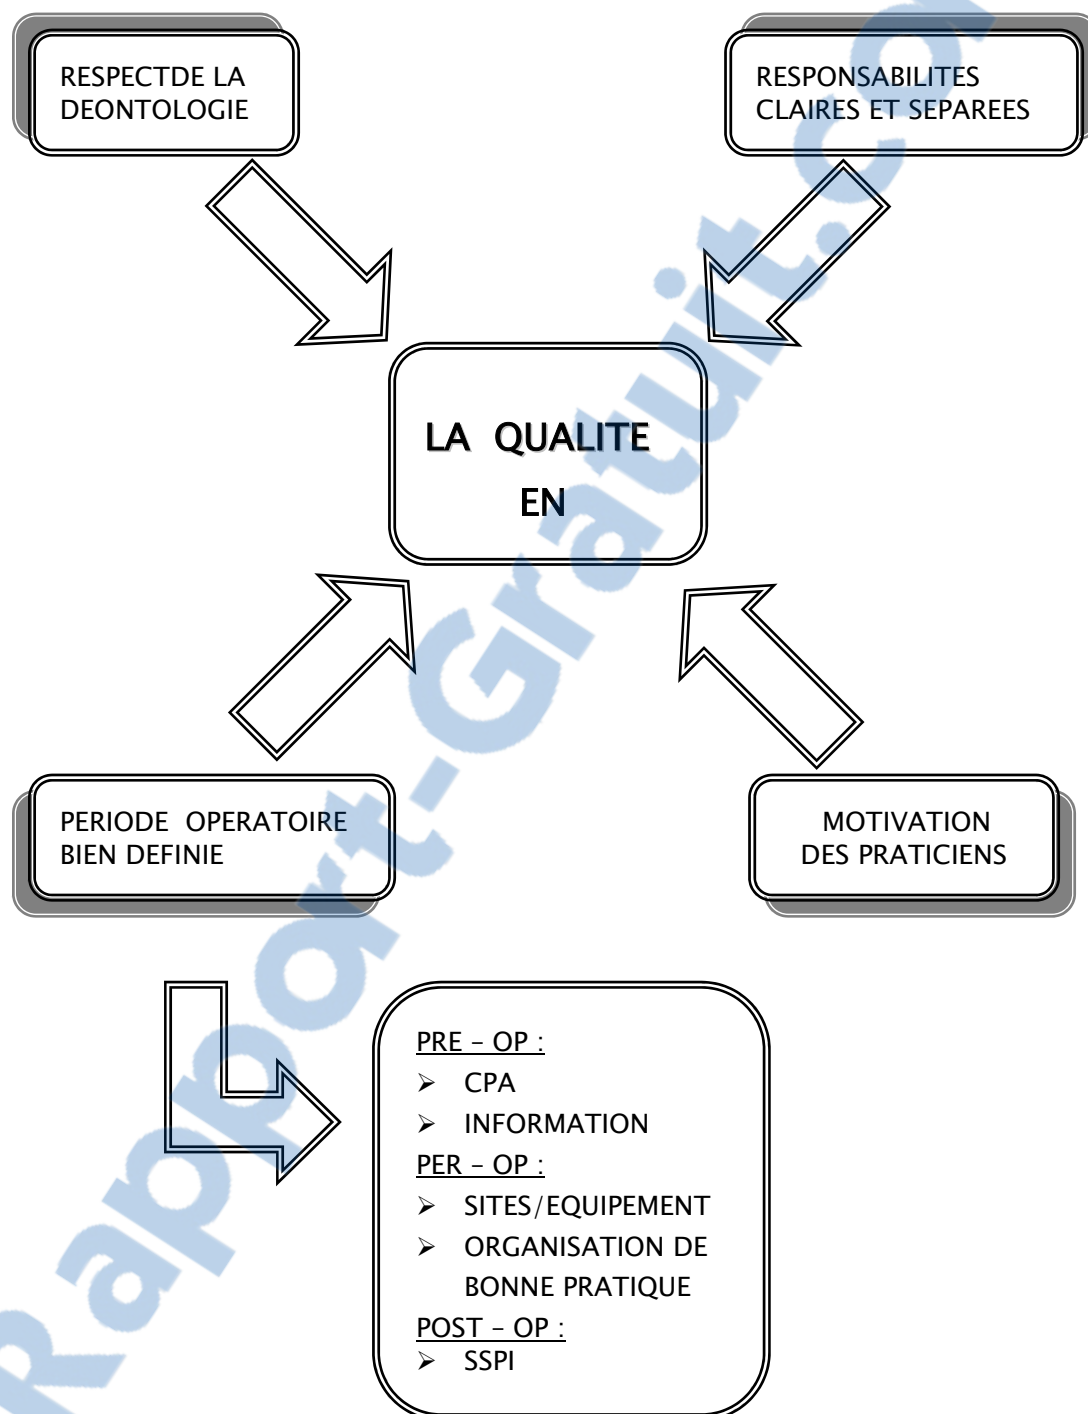 RESPECTDE LA
DEONTOLOGIE
RESPONSABILITES
CLAIRES ET SEPAREES
LA QUALITE
EN
PERIODE OPERATOIRE
BIEN DEFINIE
MOTIVATION
DES PRATICIENS
PRE – OP :
➢ CPA
➢ INFORMATION
PER – OP :
➢ SITES/EQUIPEMENT
➢ ORGANISATION DE
BONNE PRATIQUE
POST – OP :
➢ SSPI
Rapport-Gratuit.co